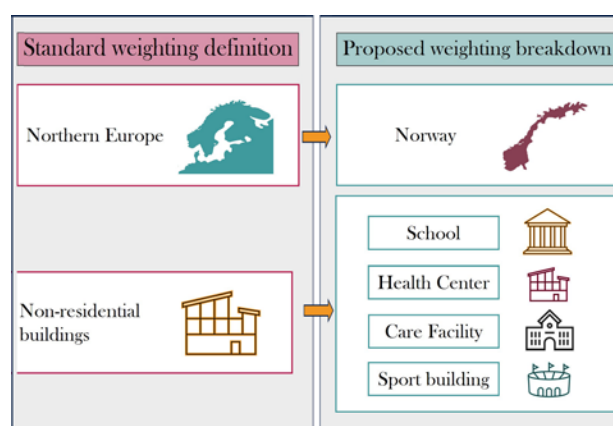 Standard weighting definition
Proposed weighting breakdown
Northern Europe
Norway
Non-residential
buildings
School
Health Center
Care Facility
Sport building